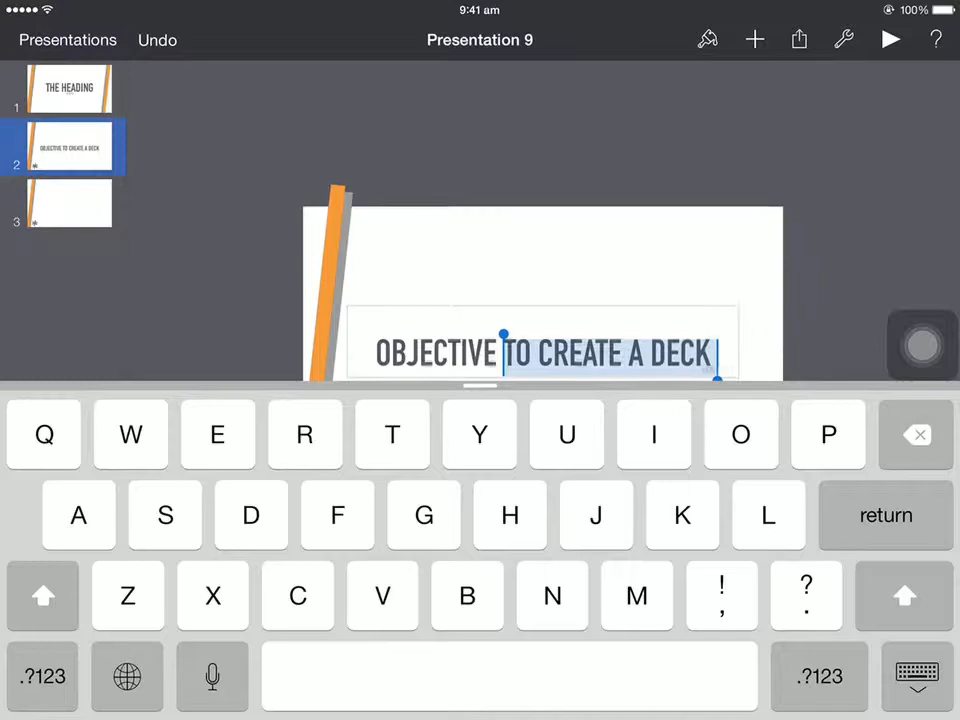 9:41 am
100%
Presentations
Undo
Presentation 9
THE HEADING
1
OBJECTIVE TO CREATE A DECK
2
3
OBJECTIVE TO CREATE A DECK
Q W E R T Y U I O P
A S D F G H J K L return
Z X C V B N M ! , ? .
.?123 .?123